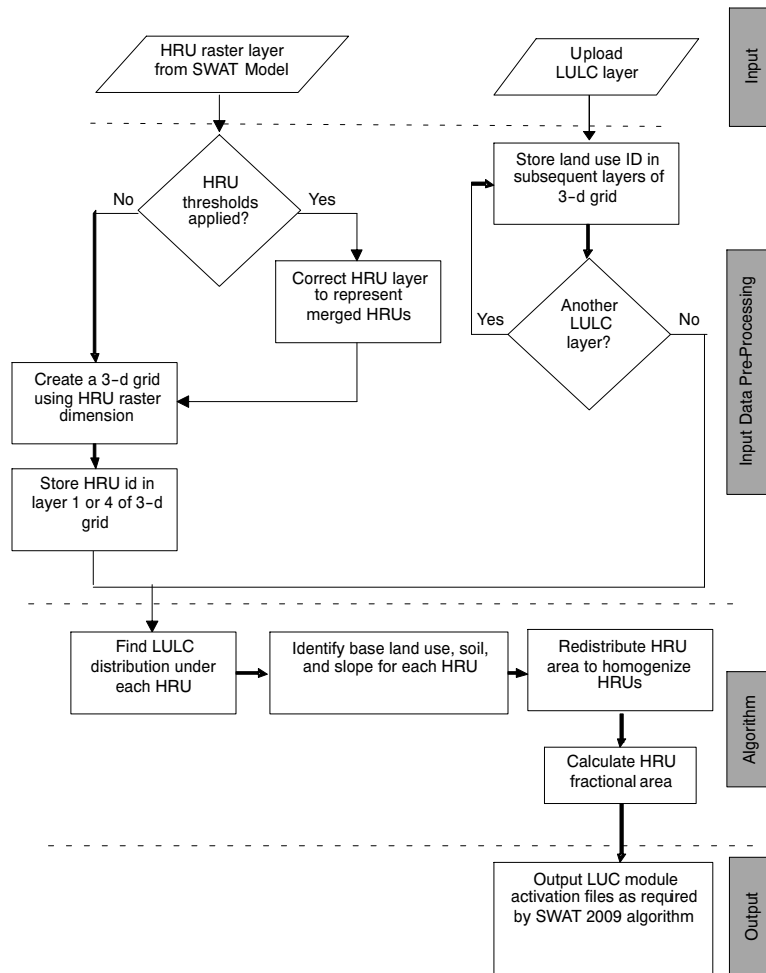 HRU raster layer
from SWAT Model
Upload
LULC layer
Input
HRU
thresholds
applied?
No
Yes
Store land use ID in
subsequent layers of
3-d grid
Correct HRU layer
to represent
merged HRUs
Another
LULC
layer?
Yes
No
Input Data Pre-Processing
Create a 3-d grid
using HRU raster
dimension
Store HRU id in
layer 1 or 4 of 3-d
grid
Find LULC
distribution under
each HRU
Identify base land use, soil,
and slope for each HRU
Redistribute HRU
area to homogenize
HRUs
Calculate HRU
fractional area
Algorithm
Output LUC module
activation files as required
by SWAT 2009 algorithm
Output